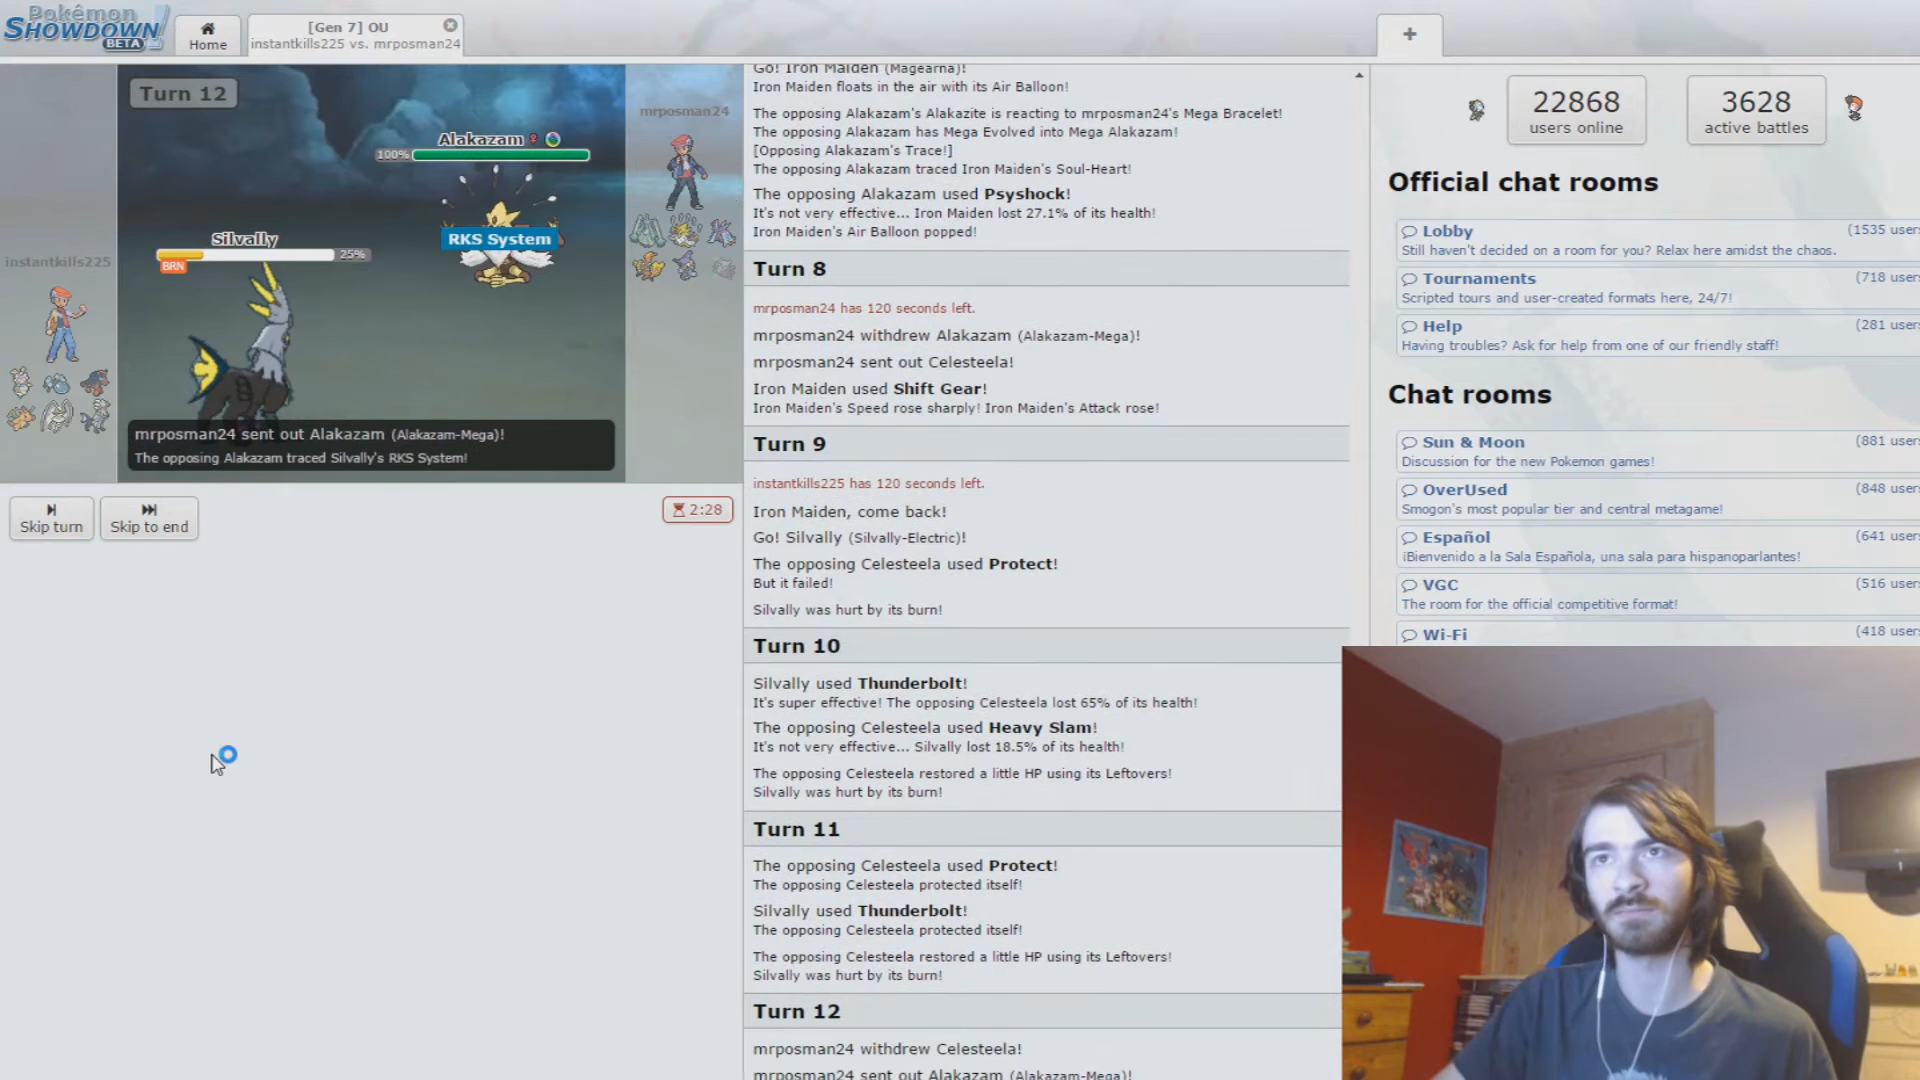 Pokémon
SHOWDOWN!
BETA
Home
[Gen 7] OU
instantkills225 vs. mrposman24
+
Turn 12
Alakazam
100%
RKS System
Silvally
25%
BRN
mrposman24 sent out Alakazam (Alakazam-Mega)!
The opposing Alakazam traced Silvally's RKS System!
instantkills225
mrposman24
Skip turn
Skip to end
2:28
Go! Iron Maiden (Magearna)!
Iron Maiden floats in the air with its Air Balloon!
The opposing Alakazam's Alakazite is reacting to mrposman24's Mega Bracelet!
The opposing Alakazam has Mega Evolved into Mega Alakazam!
[Opposing Alakazam's Trace!]
The opposing Alakazam traced Iron Maiden's Soul-Heart!
The opposing Alakazam used Psyshock!
It's not very effective... Iron Maiden lost 27.1% of its health!
Iron Maiden's Air Balloon popped!
Turn 8
mrposman24 has 120 seconds left.
mrposman24 withdrew Alakazam (Alakazam-Mega)!
mrposman24 sent out Celesteela!
Iron Maiden used Shift Gear!
Iron Maiden's Speed rose sharply! Iron Maiden's Attack rose!
Turn 9
instantkills225 has 120 seconds left.
Iron Maiden, come back!
Go! Silvally (Silvally-Electric)!
The opposing Celesteela used Protect!
But it failed!
Silvally was hurt by its burn!
Turn 10
Silvally used Thunderbolt!
It's super effective! The opposing Celesteela lost 65% of its health!
The opposing Celesteela used Heavy Slam!
It's not very effective... Silvally lost 18.5% of its health!
The opposing Celesteela restored a little HP using its Leftovers!
Silvally was hurt by its burn!
Turn 11
The opposing Celesteela used Protect!
The opposing Celesteela protected itself!
Silvally used Thunderbolt!
The opposing Celesteela protected itself!
The opposing Celesteela restored a little HP using its Leftovers!
Silvally was hurt by its burn!
Turn 12
mrposman24 withdrew Celesteela!
mrposman24 sent out Alakazam (Alakazam-Mega)!
22868
users online
3628
active battles
Official chat rooms
Lobby (1535 users
Still haven't decided on a room for you? Relax here amidst the chaos.
Tournaments (718 users
Scripted tours and user-created formats here, 24/7!
Help (281 users
Having troubles? Ask for help from one of our friendly staff!
Chat rooms
Sun & Moon (881 users
Discussion for the new Pokemon games!
OverUsed (848 users
Smogon's most popular tier and central metagame!
Español (641 users
¡Bienvenido a la Sala Española, una sala para hispanoparlantes!
VGC (516 users
The room for the official competitive format!
Wi-Fi (418 users